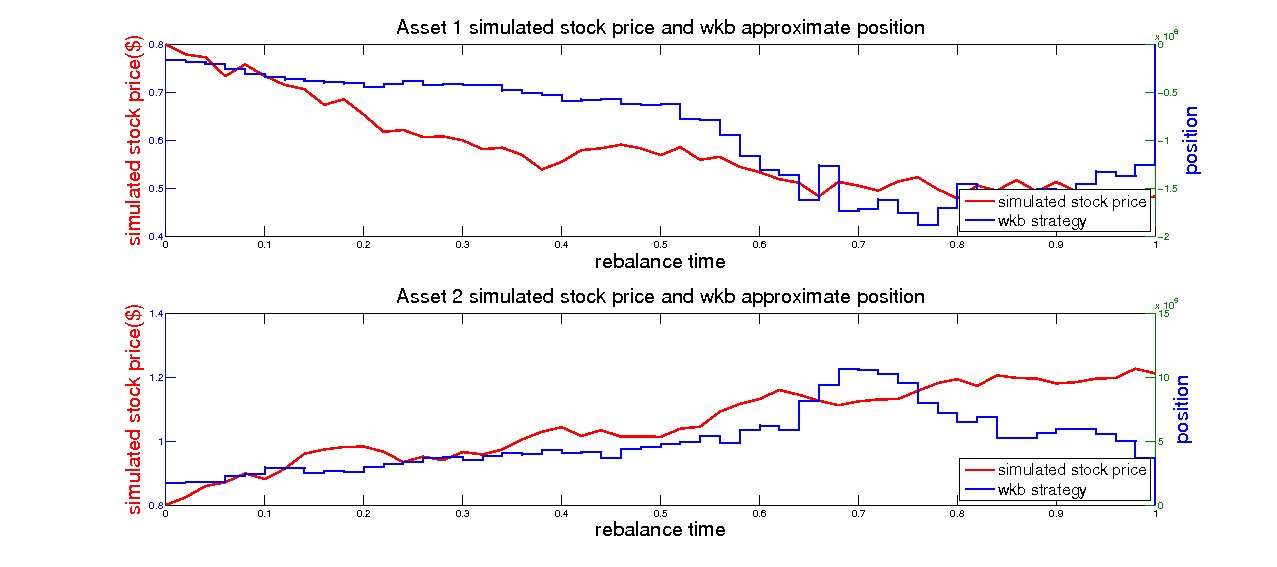 Asset 1 simulated stock price and wkb approximate position
x 10^6
simulated stock price($)
0.8
0.7
0.6
0.5
0.4
0
-0.5
-1
-1.5
-2
position
simulated stock price
wkb strategy
0 0.1 0.2 0.3 0.4 0.5 0.6 0.7 0.8 0.9 1
rebalance time
Asset 2 simulated stock price and wkb approximate position
simulated stock price($)
1.4
1.2
1
0.8
15
10
5
0
position
simulated stock price
wkb strategy
0 0.1 0.2 0.3 0.4 0.5 0.6 0.7 0.8 0.9 1
rebalance time